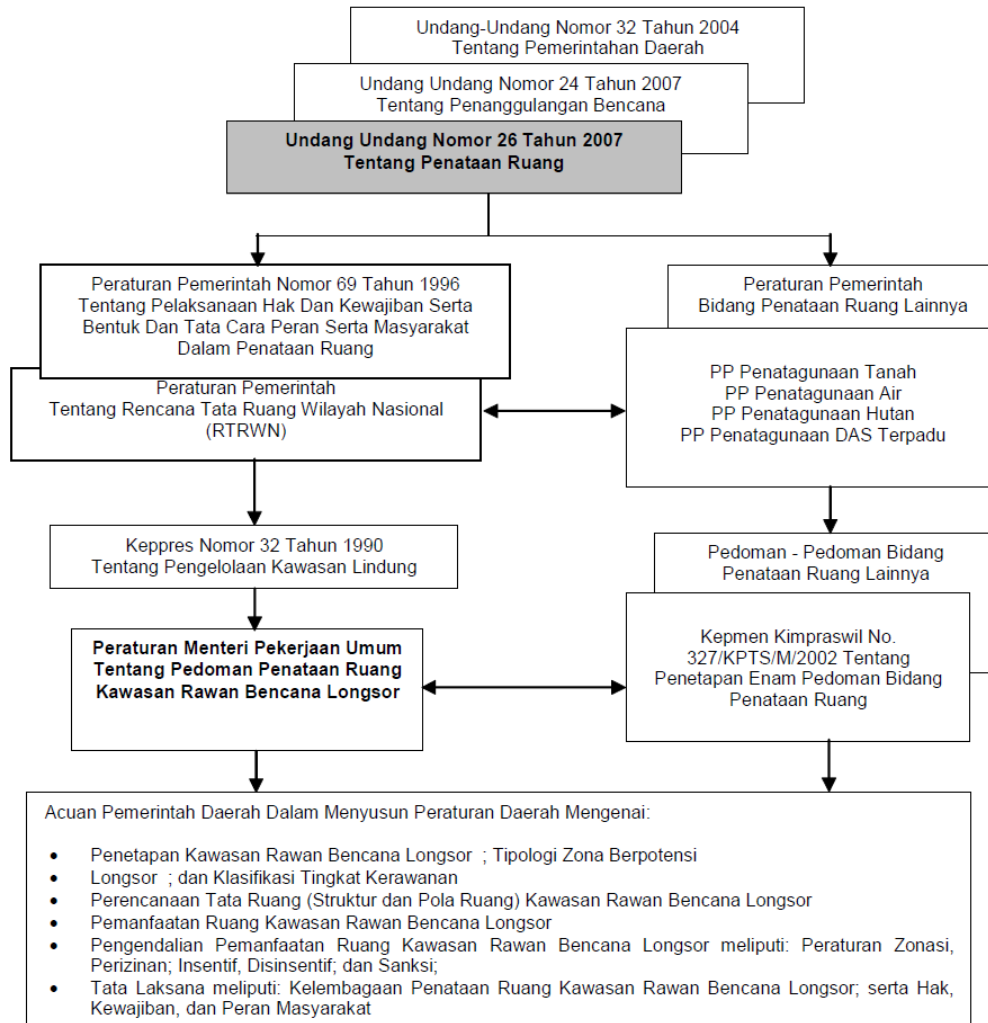 Undang-Undang Nomor 32 Tahun 2004
Tentang Pemerintahan Daerah
Undang Undang Nomor 24 Tahun 2007
Tentang Penanggulangan Bencana
Undang Undang Nomor 26 Tahun 2007
Tentang Penataan Ruang
Peraturan Pemerintah Nomor 69 Tahun 1996
Tentang Pelaksanaan Hak Dan Kewajiban Serta
Bentuk Dan Tata Cara Peran Serta Masyarakat
Dalam Penataan Ruang
Peraturan Pemerintah
Tentang Rencana Tata Ruang Wilayah Nasional
(RTRWN)
Peraturan Pemerintah
Bidang Penataan Ruang Lainnya
PP Penatagunaan Tanah
PP Penatagunaan Air
PP Penatagunaan Hutan
PP Penatagunaan DAS Terpadu
Keppres Nomor 32 Tahun 1990
Tentang Pengelolaan Kawasan Lindung
Pedoman - Pedoman Bidang
Penataan Ruang Lainnya
Peraturan Menteri Pekerjaan Umum
Tentang Pedoman Penataan Ruang
Kawasan Rawan Bencana Longsor
Kepmen Kimpraswil No.
327/KPTS/M/2002 Tentang
Penetapan Enam Pedoman Bidang
Penataan Ruang
Acuan Pemerintah Daerah Dalam Menyusun Peraturan Daerah Mengenai:
• Penetapan Kawasan Rawan Bencana Longsor ; Tipologi Zona Berpotensi
• Longsor ; dan Klasifikasi Tingkat Kerawanan
• Perencanaan Tata Ruang (Struktur dan Pola Ruang) Kawasan Rawan Bencana Longsor
• Pemanfaatan Ruang Kawasan Rawan Bencana Longsor
• Pengendalian Pemanfaatan Ruang Kawasan Rawan Bencana Longsor meliputi: Peraturan Zonasi,
Perizinan; Insentif, Disinsentif; dan Sanksi;
• Tata Laksana meliputi: Kelembagaan Penataan Ruang Kawasan Rawan Bencana Longsor; serta Hak,
Kewajiban, dan Peran Masyarakat